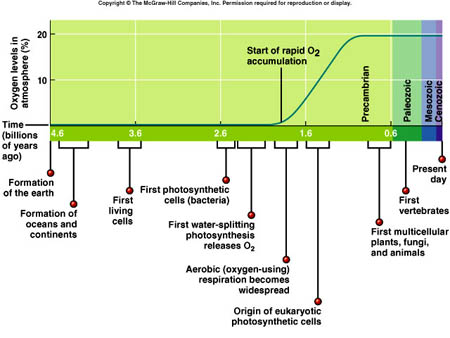 Copyright © The McGraw-Hill Companies, Inc. Permission required for reproduction or display.
Oxygen levels in
atmosphere (%)
20
10
Start of rapid O2
accumulation
Precambrian
Paleozoic
Mesozoic
Cenozoic
Time
(billions
of years
ago)
4.6
3.6
2.6
1.6
0.6
Formation
of the earth
Formation of
oceans and
continents
First
living
cells
First photosynthetic
cells (bacteria)
First water-splitting
photosynthesis
releases O2
Aerobic (oxygen-using)
respiration becomes
widespread
Origin of eukaryotic
photosynthetic cells
First multicellular
plants, fungi,
and animals
First
vertebrates
Present
day